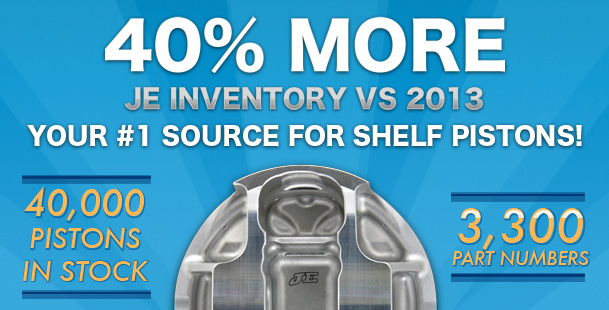 40% MORE
JE INVENTORY VS 2013
YOUR #1 SOURCE FOR SHELF PISTONS!
40,000
PISTONS
IN STOCK
3,300
PART NUMBERS
JE